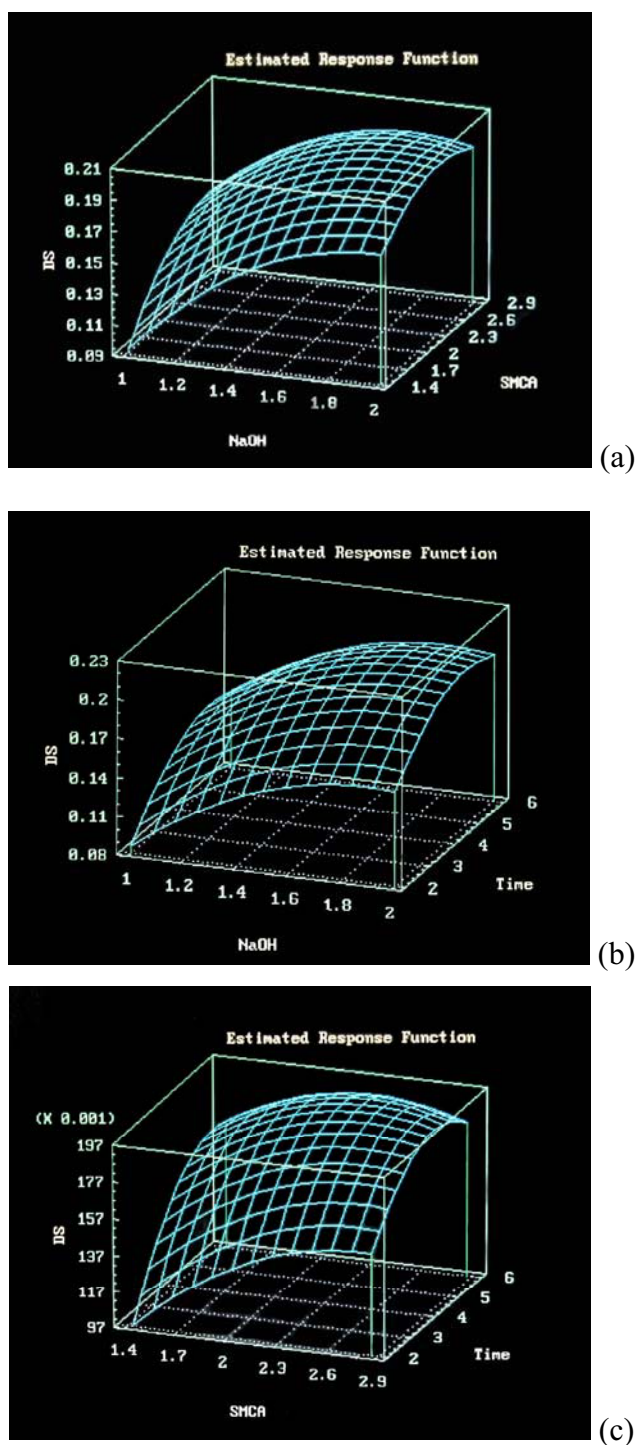 Estimated Response Function
0.21
0.19
0.17
0.15
0.13
0.11
0.09
DS
1 1.2 1.4 1.6 1.8 2
NaOH
1.4 1.7 2 2.3 2.6 2.9
SMCA
(a)
Estimated Response Function
0.23
0.2
0.17
0.14
0.11
0.08
DS
1 1.2 1.4 1.6 1.8 2
NaOH
2 3 4 5 6
Time
(b)
Estimated Response Function
(X 0.001)
197
177
157
137
117
97
DS
1.4 1.7 2 2.3 2.6 2.9
SMCA
2 3 4 5 6
Time
(c)